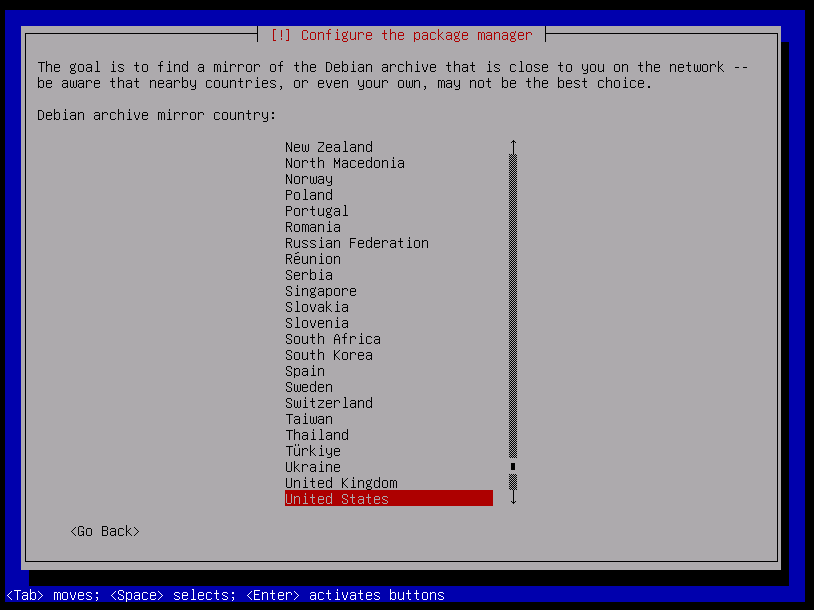 [!] Configure the package manager
The goal is to find a mirror of the Debian archive that is close to you on the network --
be aware that nearby countries, or even your own, may not be the best choice.
Debian archive mirror country:
New Zealand
North Macedonia
Norway
Poland
Portugal
Romania
Russian Federation
Réunion
Serbia
Singapore
Slovakia
Slovenia
South Africa
South Korea
Spain
Sweden
Switzerland
Taiwan
Thailand
Türkiye
Ukraine
United Kingdom
United States
<Go Back>
<Tab> moves; <Space> selects; <Enter> activates buttons